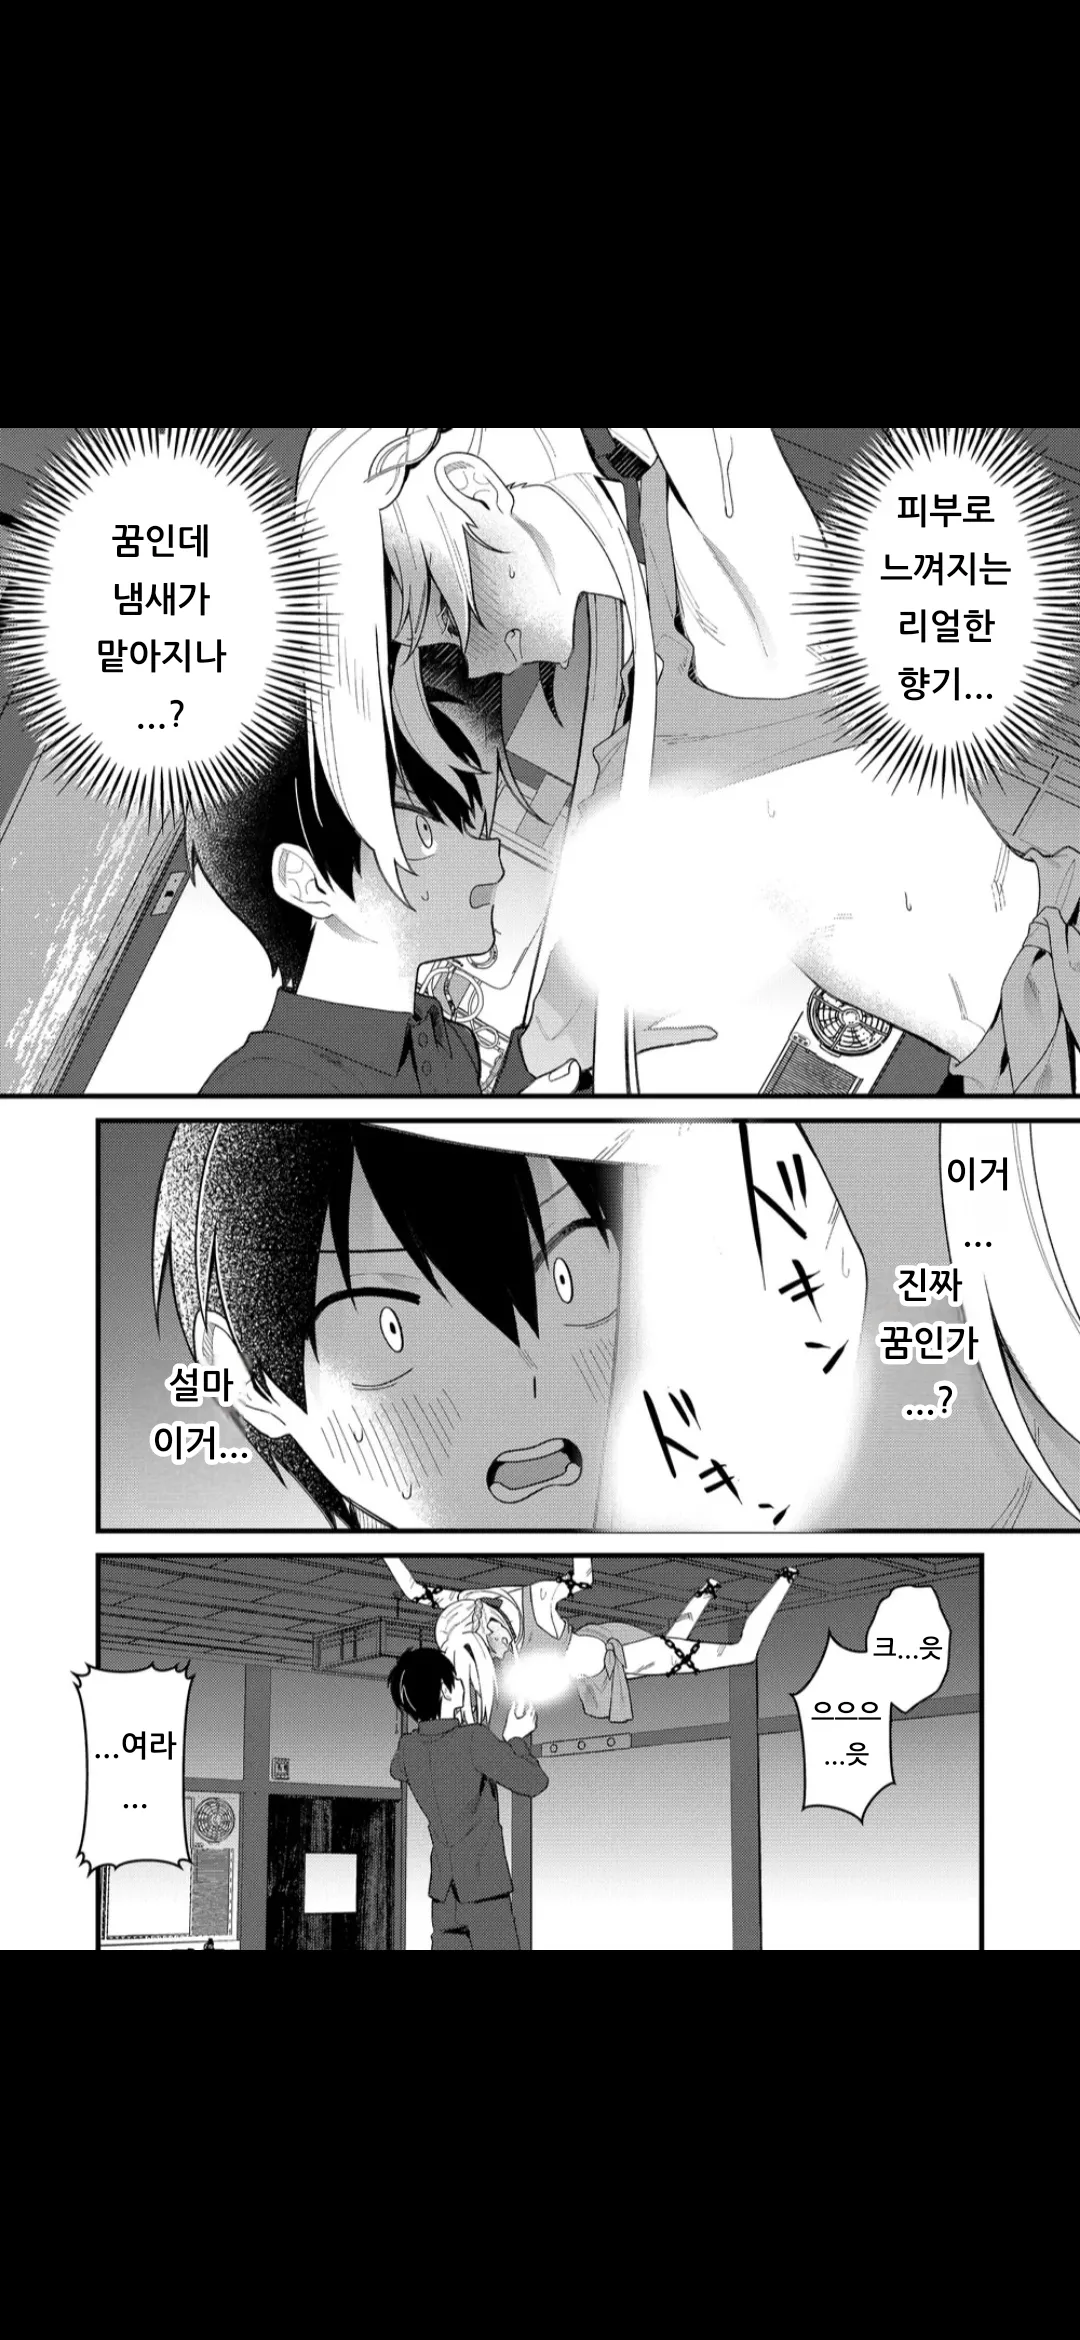 피부로
느껴지는
리얼한
향기...
꿈인데
냄새가
맡아지나
...?
이거
...
진짜
꿈인가
...?
ドキン
ドキン
설마
이거...
크...읏
으으으
...읏
...여라
...